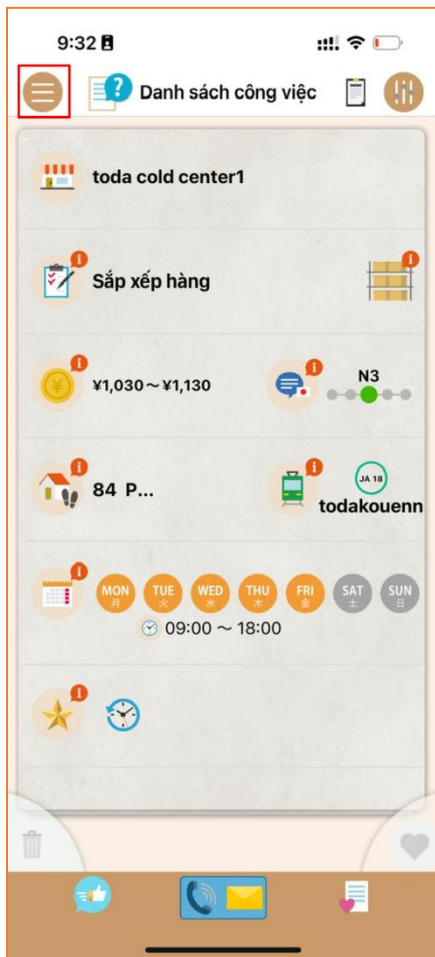 9:32
Danh sách công việc
toda cold center1
Sắp xếp hàng
¥1,030～¥1,130
N3
84 P...
JA 18
todakouenn
MON TUE WED THU FRI SAT SUN
月 火 水 木 金 土 日
09:00 ～ 18:00